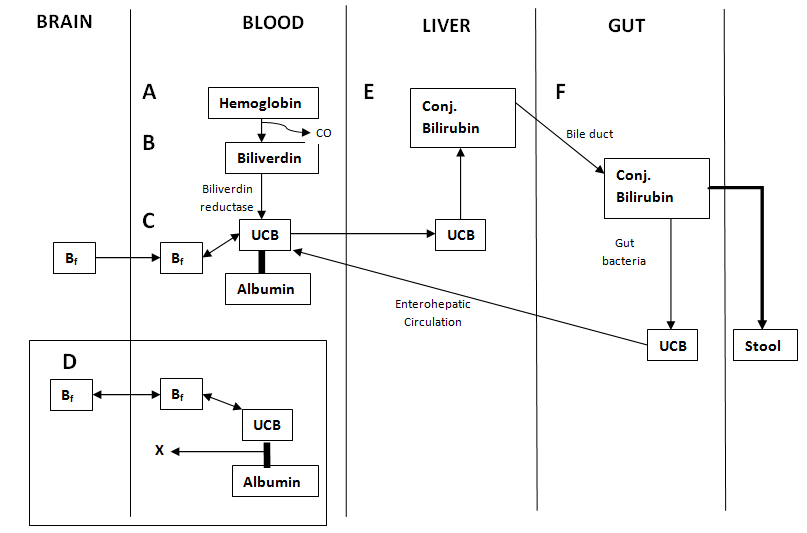 BRAIN
BLOOD
LIVER
GUT
A
Hemoglobin
CO
B
Biliverdin
Biliverdin
reductase
C
UCB
Bf
Bf
Albumin
E
Conj.
Bilirubin
UCB
Enterohepatic
Circulation
F
Bile duct
Conj.
Bilirubin
Gut
bacteria
UCB
Stool
D
Bf
Bf
UCB
X
Albumin